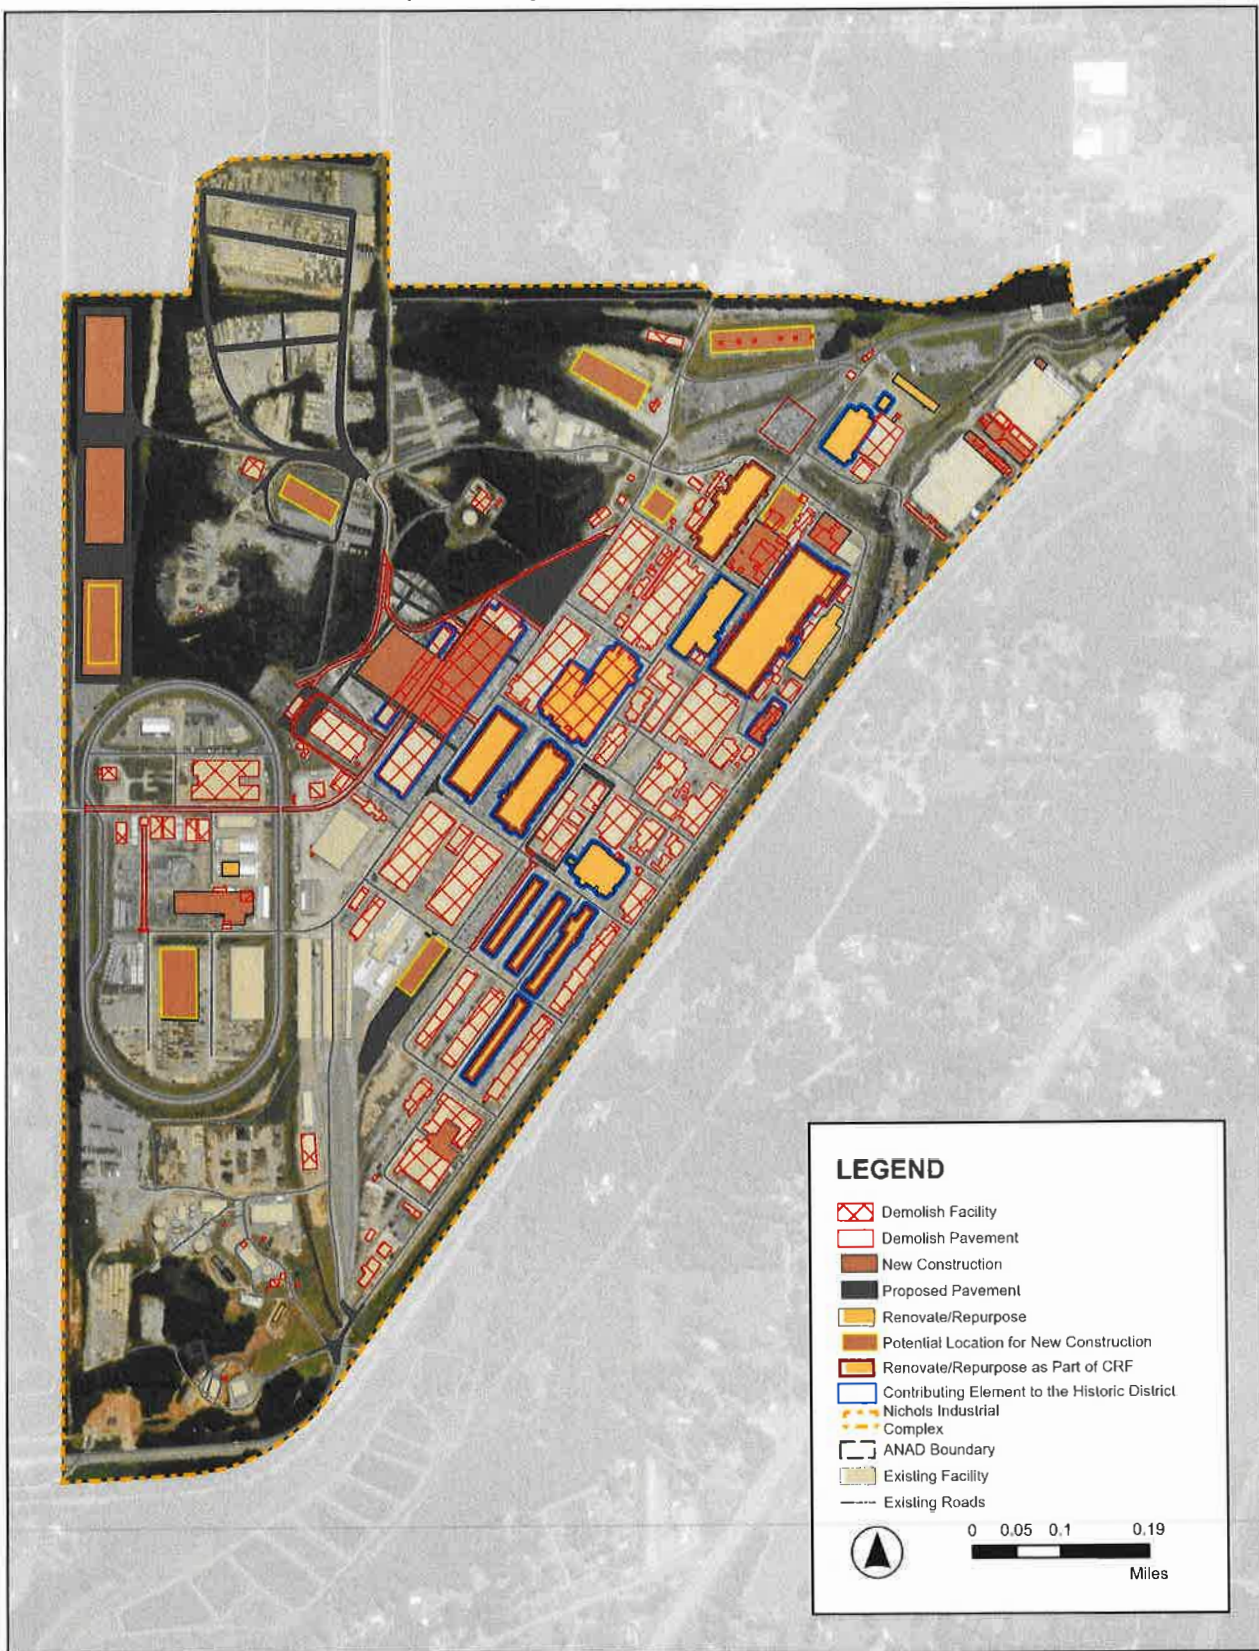 LEGEND
Demolish Facility
Demolish Pavement
New Construction
Proposed Pavement
Renovate/Repurpose
Potential Location for New Construction
Renovate/Repurpose as Part of CRF
Contributing Element to the Historic District
Nichols Industrial
Complex
ANAD Boundary
Existing Facility
Existing Roads
0 0.05 0.1 0.19
Miles